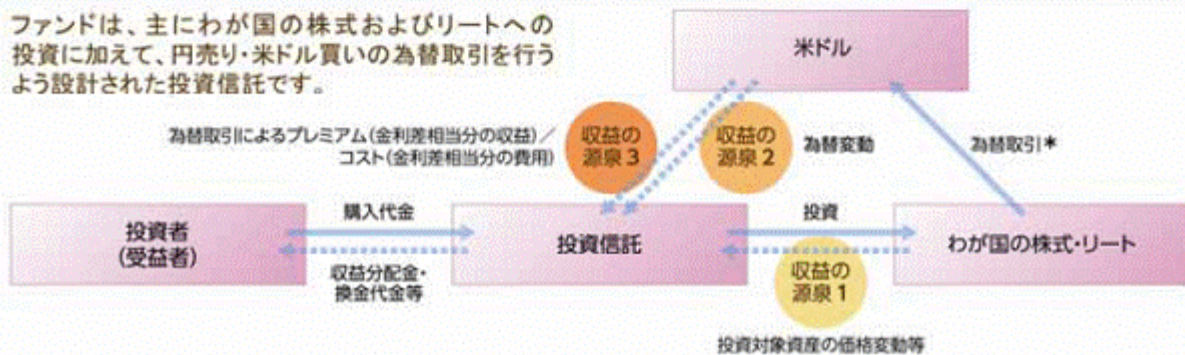 ファンドは、主にわが国の株式およびリートへの
投資に加えて、円売り・米ドル買いの為替取引を行う
よう設計された投資信託です。
米ドル
為替取引によるプレミアム(金利差相当分の収益)／
コスト(金利差相当分の費用)
収益の
源泉3
収益の
源泉2
為替変動
為替取引*
投資者
(受益者)
購入代金
収益分配金・
換金代金等
投資信託
投資
収益の
源泉1
投資対象資産の価格変動等
わが国の株式・リート